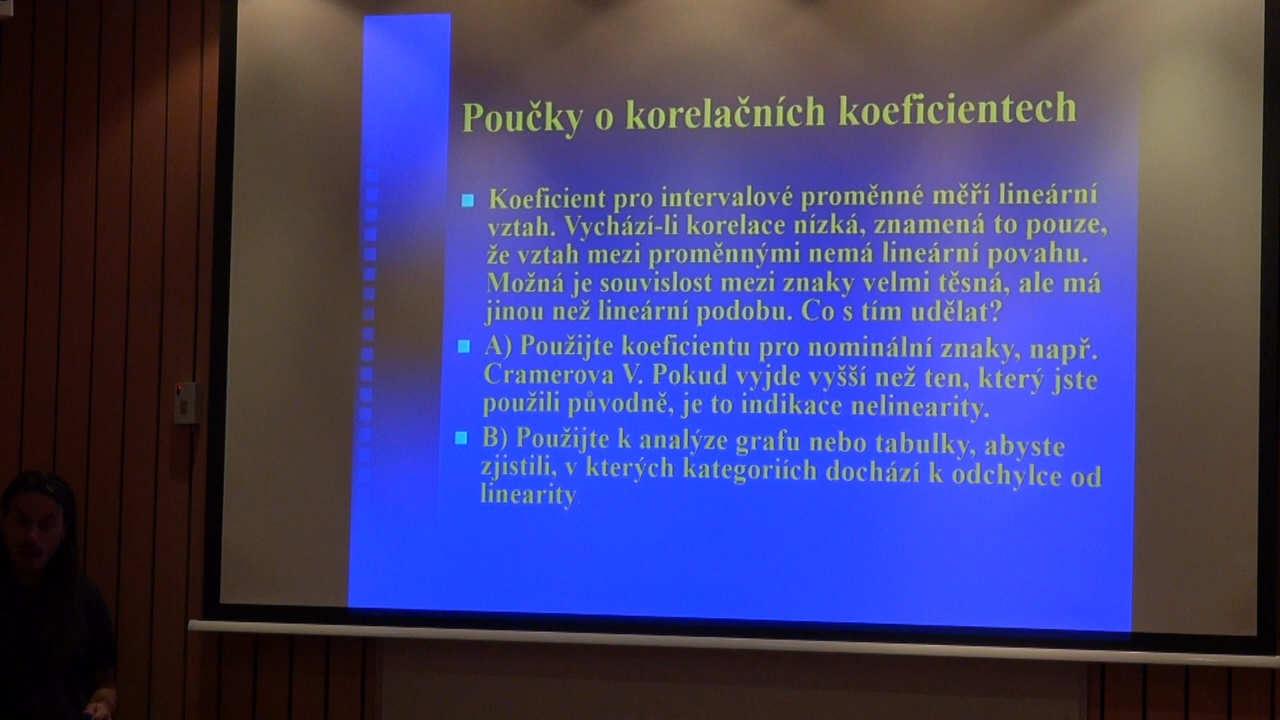 Poučky o korelačních koeficientech
Koeficient pro intervalové proměnné měří lineární
vztah. Vychází-li korelace nízká, znamená to pouze,
že vztah mezi proměnnými nemá lineární povahu.
Možná je souvislost mezi znaky velmi těsná, ale má
jinou než lineární podobu. Co s tím udělat?
A) Použijte koeficientu pro nominální znaky, např.
Cramerova V. Pokud vyjde vyšší než ten, který jste
použili původně, je to indikace nelinearity.
B) Použijte k analýze grafu nebo tabulky, abyste
zjistili, v kterých kategoriích dochází k odchylce od
linearity.